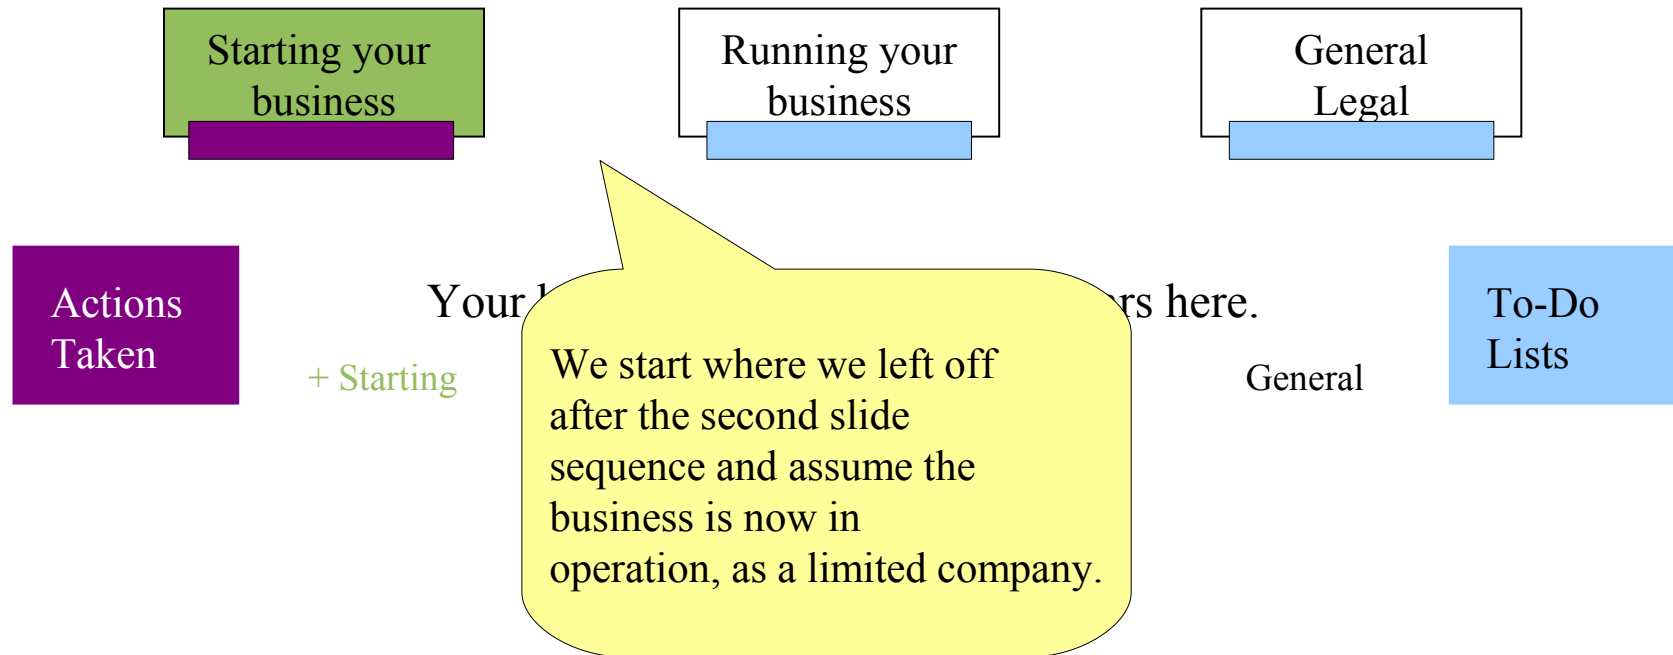 Starting your
business
Running your
business
General
Legal
Actions
Taken
Your
here.
To-Do
Lists
+ Starting
General
We start where we left off
after the second slide
sequence and assume the
business is now in
operation, as a limited company.